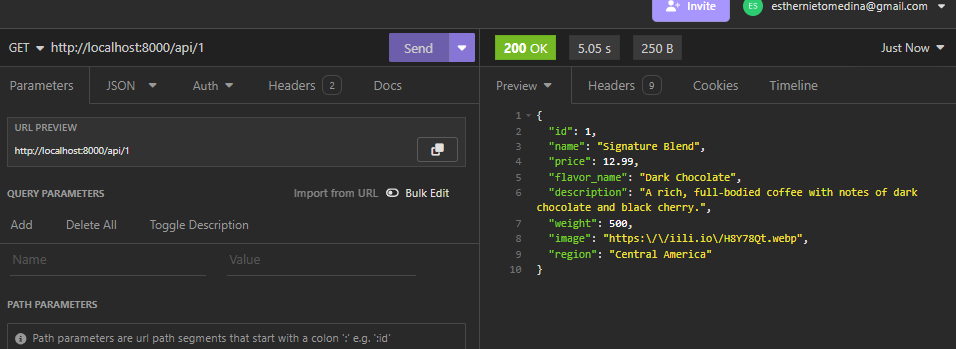 Invite
ES esthernietomedina@gmail.com
GET http://localhost:8000/api/1
Send
200 OK 5.05 s 250 B
Just Now
Parameters JSON Auth Headers 2 Docs
Preview Headers 9 Cookies Timeline
URL PREVIEW
http://localhost:8000/api/1
QUERY PARAMETERS
Import from URL Bulk Edit
Add Delete All Toggle Description
Name Value
PATH PARAMETERS
Path parameters are url path segments that start with a colon ':' e.g. ':id'
1 {
2 "id": 1,
3 "name": "Signature Blend",
4 "price": 12.99,
5 "flavor_name": "Dark Chocolate",
6 "description": "A rich, full-bodied coffee with notes of dark
chocolate and black cherry.",
7 "weight": 500,
8 "image": "https:\/\/iili.io\/H8Y78Qt.webp",
9 "region": "Central America"
10 }